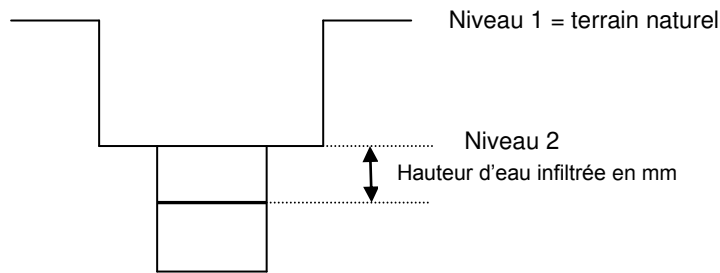 Niveau 1 = terrain naturel
Niveau 2
Hauteur d'eau infiltrée en mm